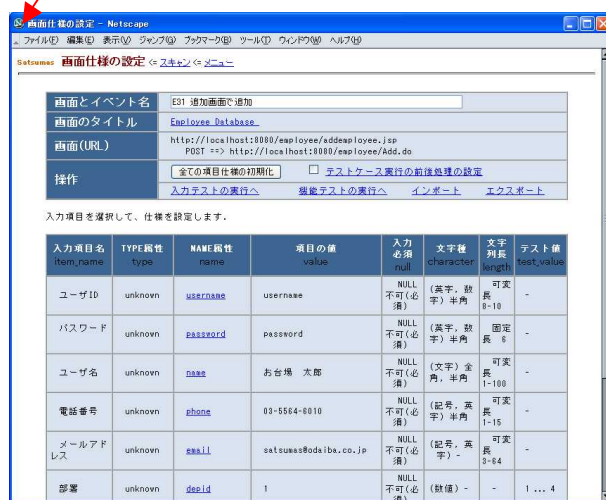 画面仕様の設定 - Netscape
ファイル(F) 編集(E) 表示(V) ジャンプ(G) ブックマーク(B) ツール(T) ウィンドウ(W) ヘルプ(H)
Satsumas 画面仕様の設定 <= スキャン <= メニュー
画面とイベント名 E31 追加画面で追加
画面のタイトル Employee Database
画面(URL) http://localhost:8080/employee/addemployee.jsp
POST ==> http://localhost:8080/employee/Add.do
操作 全ての項目仕様の初期化 テストケース実行の前後処理の設定
入力テストの実行へ 機能テストの実行へ インポート エクスポート
入力項目を選択して、仕様を設定します。
入力項目名 TYPE属性 NAME属性 項目の値 入力必須 文字種 文字列長 テスト値
item_name type name value null character length test_value
ユーザID unknown username username NULL不可(必須) (英字, 数字) 半角 可変長 8-10 -
パスワード unknown password password NULL不可(必須) (英字, 数字) 半角 固定長 6 -
ユーザ名 unknown name お台場 太郎 NULL不可(必須) (文字) 全角, 半角 可変長 1-100 -
電話番号 unknown phone 03-5564-6010 NULL不可(必須) (記号, 英字) 半角 可変長 1-15 -
メールアドレス unknown email satsumas@odaiba.co.jp NULL不可(必須) (記号, 英字) - 可変長 3-64 -
部署 unknown depid 1 NULL不可(必須) (数値) - - 1 ... 4